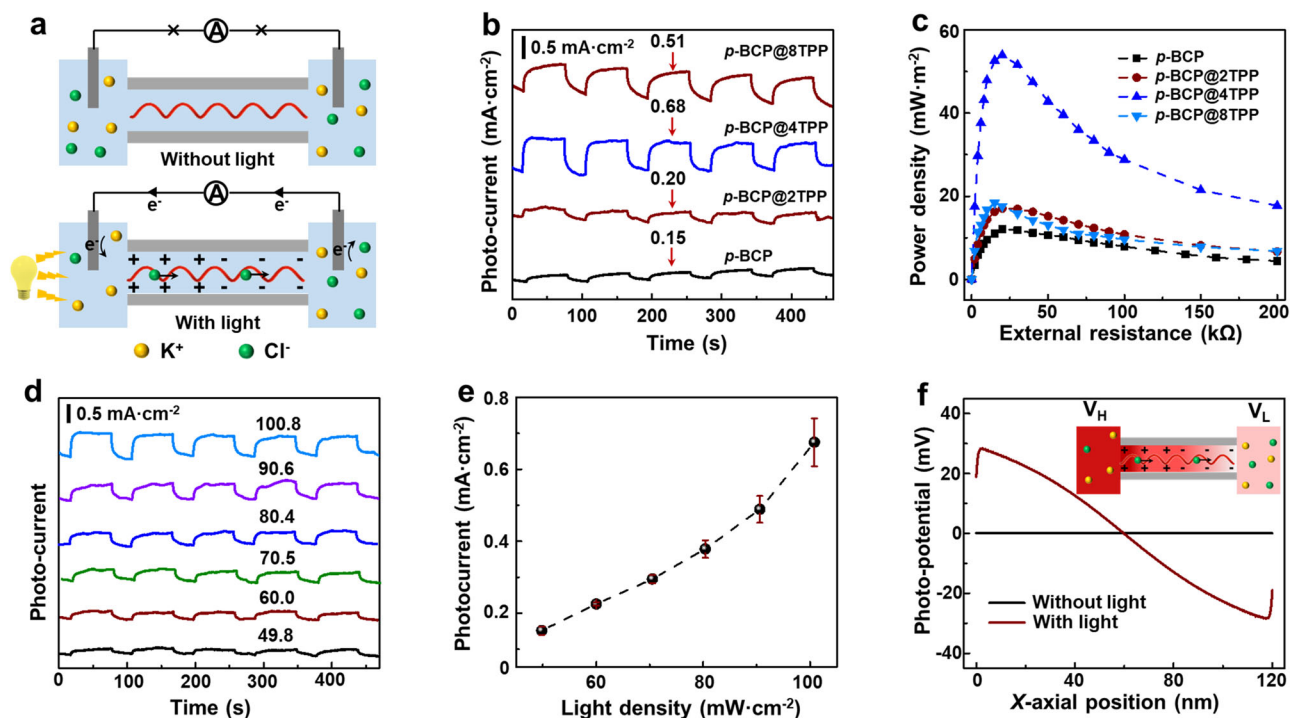 a
A
Without light
A
e-
e-
e-
e-
+ + + - - -
+ + + - - -
With light
K+
Cl-
b
0.5 mA·cm-2
0.51
p-BCP@8TPP
0.68
p-BCP@4TPP
0.20
p-BCP@2TPP
0.15
p-BCP
Photo-current (mA·cm-2)
0 100 200 300 400
Time (s)
c
Power density (mW·cm-2)
60
50
40
30
20
10
0
p-BCP
p-BCP@2TPP
p-BCP@4TPP
p-BCP@8TPP
0 50 100 150 200
External resistance (kΩ)
d
0.5 mA·cm-2
100.8
90.6
80.4
70.5
60.0
49.8
Photo-current
0 100 200 300 400
Time (s)
e
Photocurrent (mA·cm-2)
0.8
0.6
0.4
0.2
0
60 80 100
Light density (mW·cm-2)
f
Photo-potential (mV)
40
20
0
-20
-40
VH
VL
+ + + - - -
+ + + - - -
Without light
With light
0 40 80 120
X-axial position (nm)